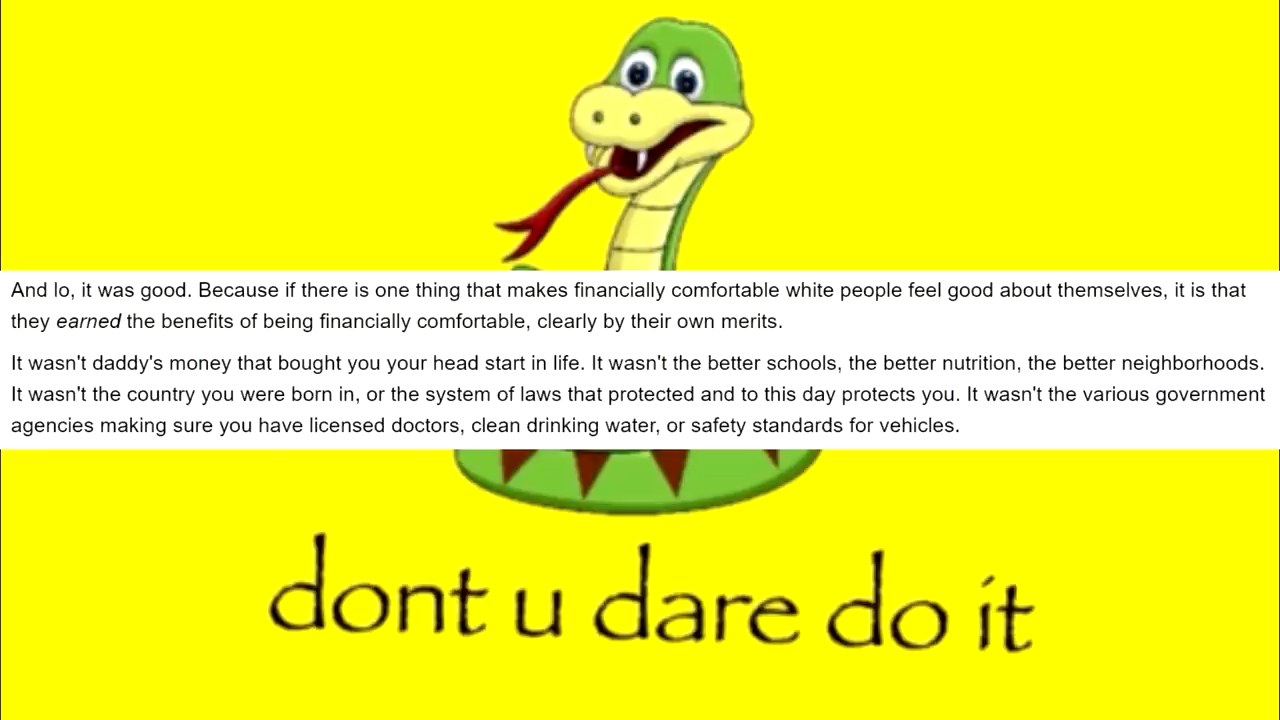 And lo, it was good. Because if there is one thing that makes financially comfortable white people feel good about themselves, it is that
they earned the benefits of being financially comfortable, clearly by their own merits.
It wasn't daddy's money that bought you your head start in life. It wasn't the better schools, the better nutrition, the better neighborhoods.
It wasn't the country you were born in, or the system of laws that protected and to this day protects you. It wasn't the various government
agencies making sure you have licensed doctors, clean drinking water, or safety standards for vehicles.
dont u dare do it